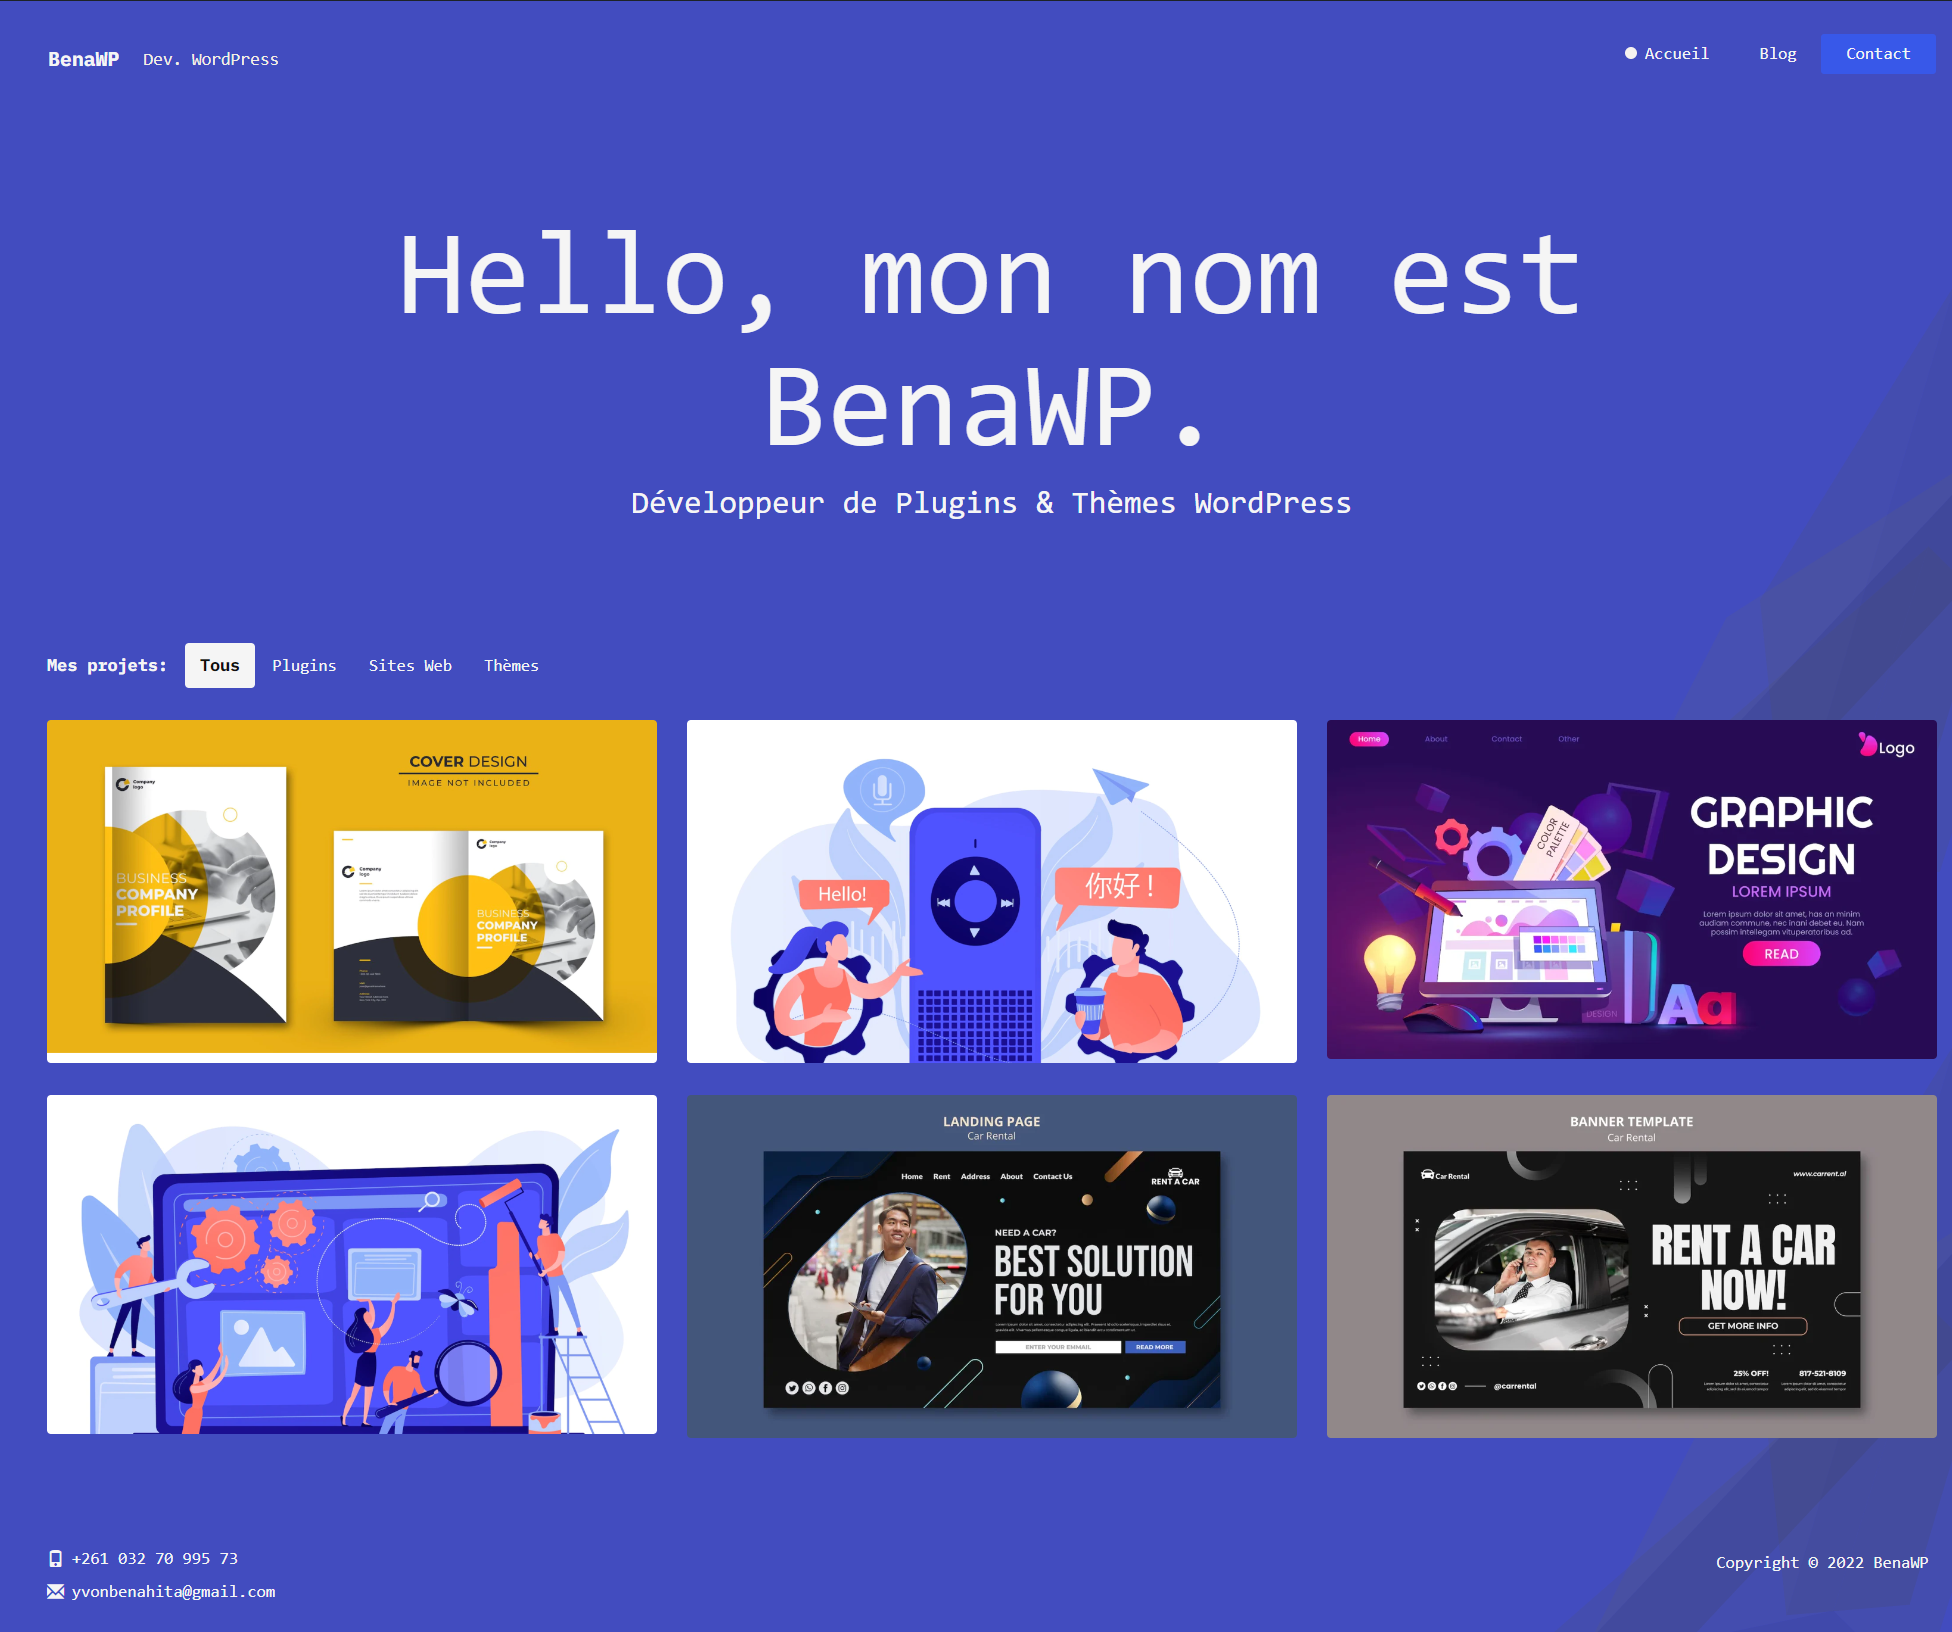 BenaWP Dev. WordPress
Accueil Blog Contact
Hello, mon nom est
BenaWP.
Développeur de Plugins & Thèmes WordPress
Mes projets: Tous Plugins Sites Web Thèmes
COVER DESIGN
IMAGE NOT INCLUDED
Company
logo
BUSINESS
COMPANY
PROFILE
Company
logo
Company
logo
BUSINESS
COMPANY
PROFILE
Hello!
你好!
Home About Contact Other
Logo
COLOR
PALETTE
GRAPHIC
DESIGN
LOREM IPSUM
Lorem ipsum dolor sit amet, has an minim
audiam commune, nec inani debet eu. Nam
possim intellegam vituperatoribus ad.
READ
DESIGN
Aa
LANDING PAGE
Car Rental
Home Rent Address About Contact Us
RENT A CAR
NEED A CAR?
BEST SOLUTION
FOR YOU
ENTER YOUR EMMAIL READ MORE
BANNER TEMPLATE
Car Rental
Car Rental
www.carrent.al
RENT A CAR
NOW!
GET MORE INFO
25% OFF! 817-521-8109
@carrental
+261 032 70 995 73
yvonbenahita@gmail.com
Copyright © 2022 BenaWP